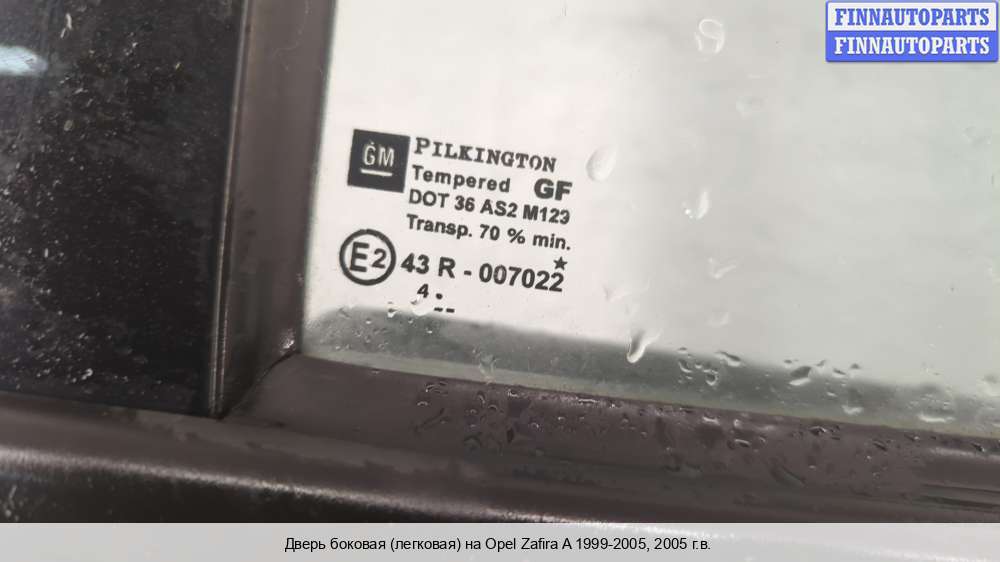 FINNAUTOPARTS
FINNAUTOPARTS
GM
PILKINGTON
Tempered GF
DOT 36 AS2 M123
Transp. 70 % min.
E2 43 R - 007022
4
Дверь боковая (легковая) на Opel Zafira A 1999-2005, 2005 г.в.